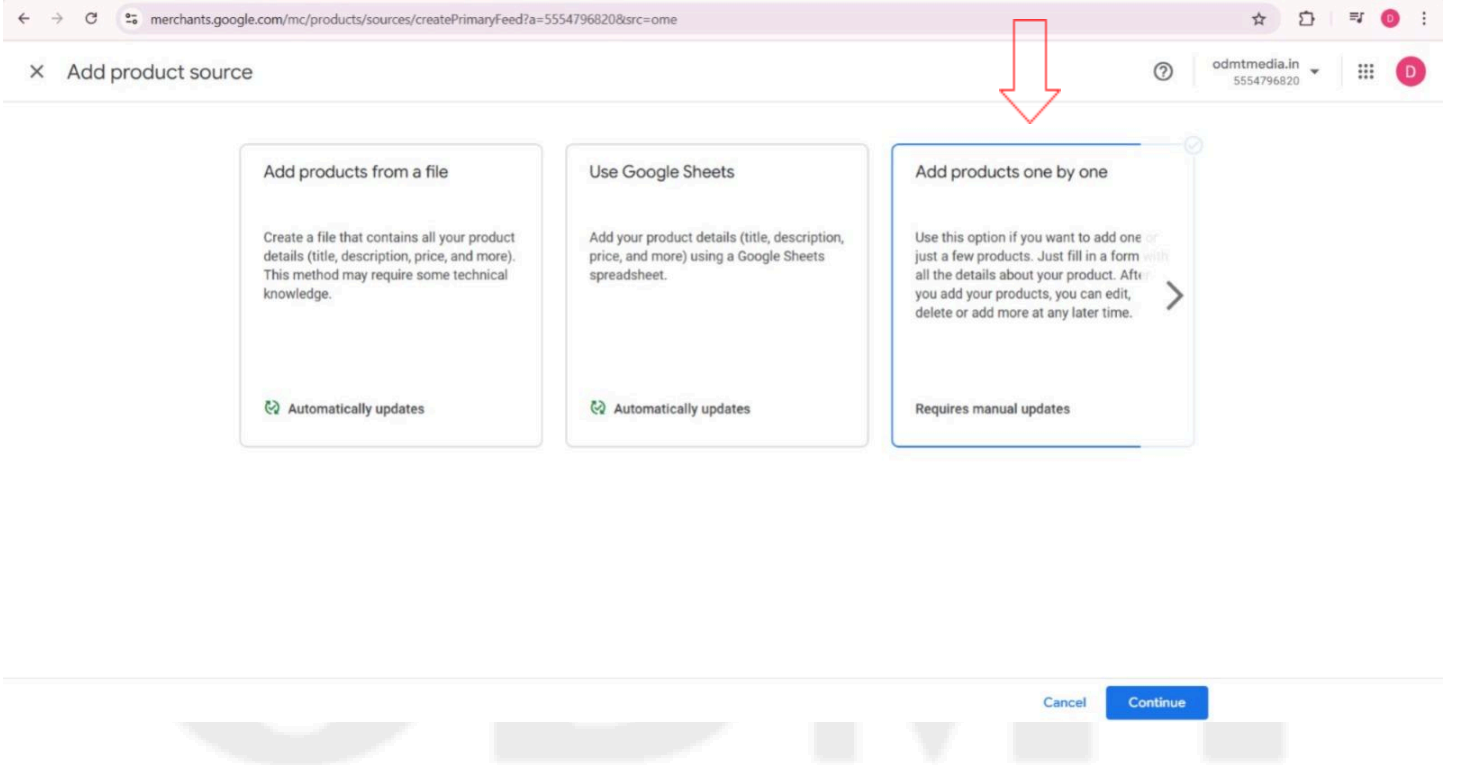 merchants.google.com/mc/products/sources/createPrimaryFeed?a=5554796820&src=ome
D
Add product source
odmtmedia.in
5554796820
D
Add products from a file
Create a file that contains all your product
details (title, description, price, and more).
This method may require some technical
knowledge.
Automatically updates
Use Google Sheets
Add your product details (title, description,
price, and more) using a Google Sheets
spreadsheet.
Automatically updates
Add products one by one
Use this option if you want to add one or
just a few products. Just fill in a form with
all the details about your product. After
you add your products, you can edit,
delete or add more at any later time.
Requires manual updates
Cancel
Continue